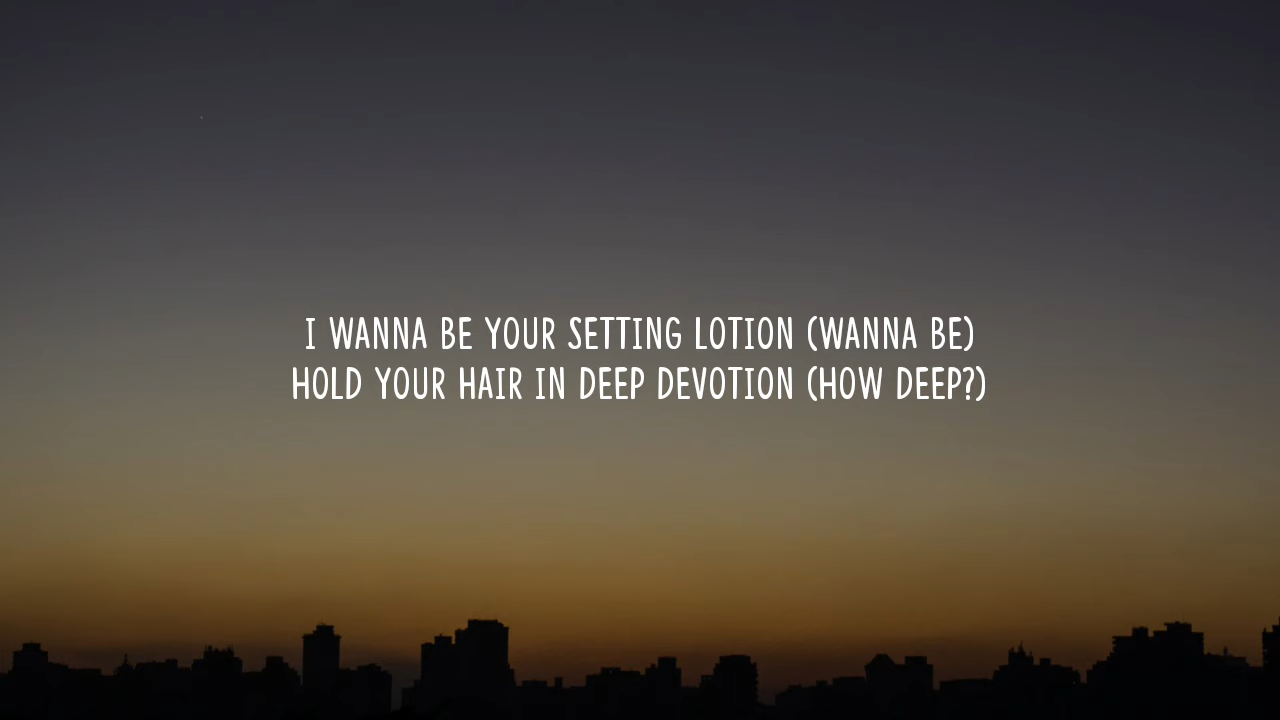 I WANNA BE YOUR SETTING LOTION (WANNA BE)
HOLD YOUR HAIR IN DEEP DEVOTION (HOW DEEP?)